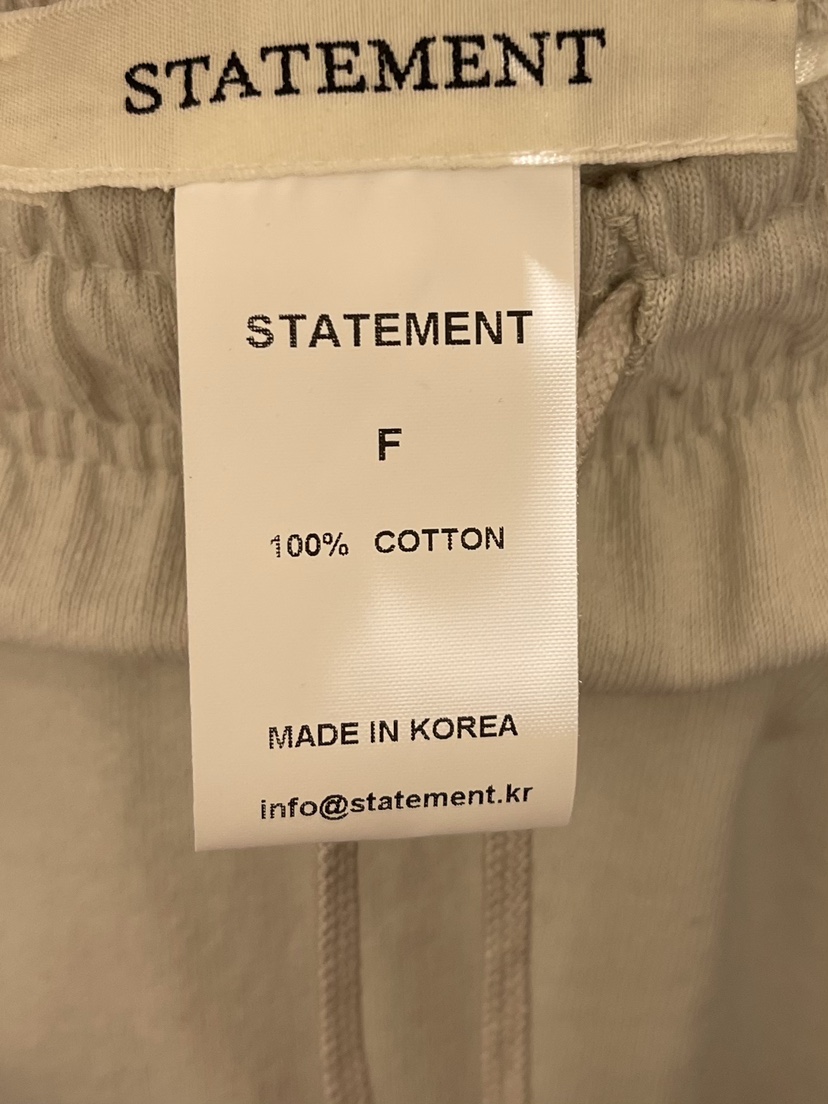 STATEMENT
STATEMENT
F
100% COTTON
MADE IN KOREA
info@statement.kr